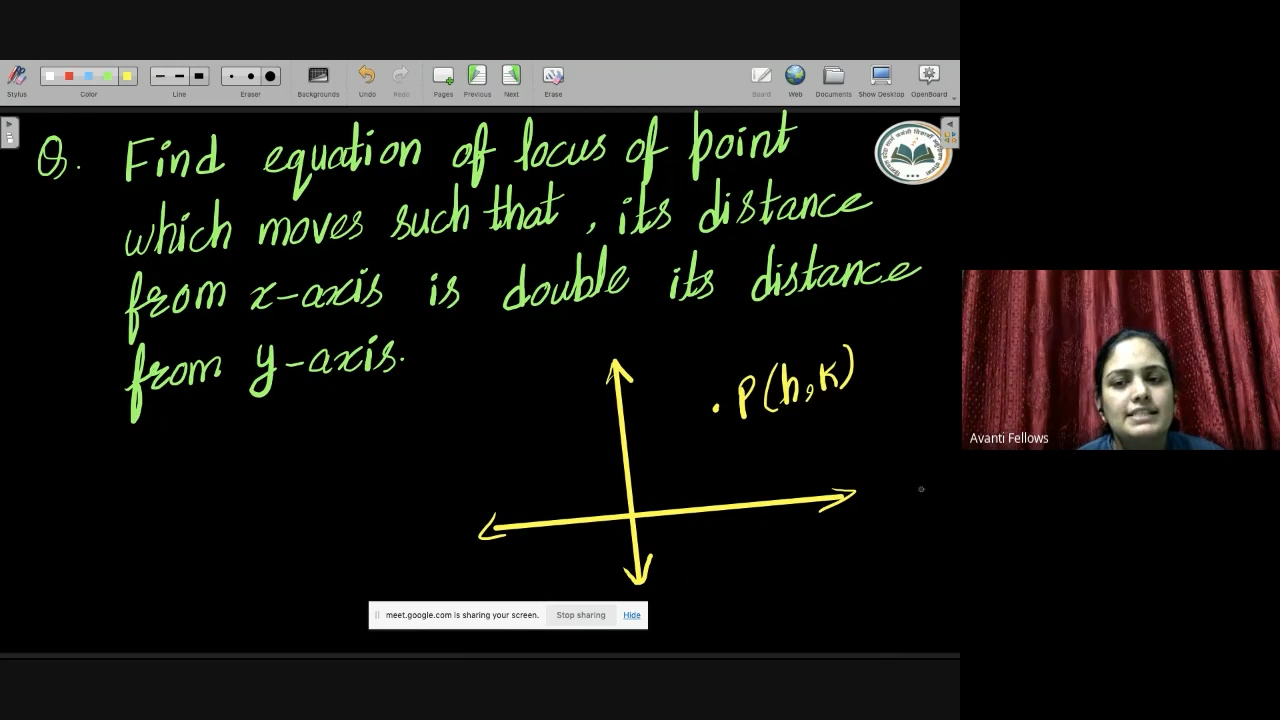 Stylus Color Line Eraser Backgrounds Undo Redo Pages Previous Next Erase Board Web Documents Show Desktop OpenBoard
Q. Find equation of locus of point
which moves such that, its distance
from x-axis is double its distance
from y-axis.
. P(h,k)
Avanti Fellows
meet.google.com is sharing your screen. Stop sharing Hide